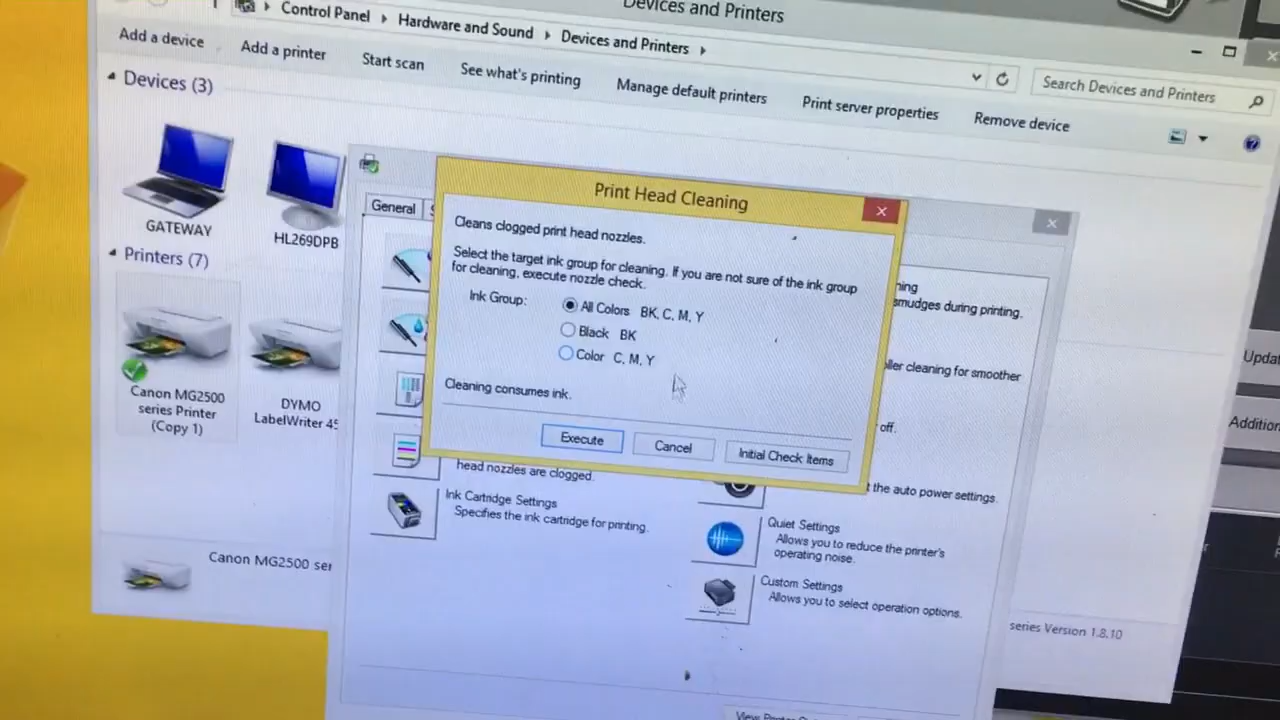 Devices and Printers
Control Panel Hardware and Sound Devices and Printers
Search Devices and Printers
Add a device Add a printer Start scan See what's printing Manage default printers Print server properties Remove device
Devices (3)
GATEWAY
HL269DPB
Printers (7)
Canon MG2500
series Printer
(Copy 1)
DYMO
LabelWriter
General
Print Head Cleaning
Cleans clogged print head nozzles.
Select the target ink group for cleaning. If you are not sure of the ink group
for cleaning, execute nozzle check.
Ink Group:
All Colors BK, C, M, Y
Black BK
Color C, M, Y
Cleaning consumes ink.
Execute Cancel Initial Check Items
smudges during printing.
cleaning for smoother
off.
head nozzles are clogged.
the auto power settings.
Ink Cartridge Settings
Specifies the ink cartridge for printing.
Quiet Settings
Allows you to reduce the printer's
operating noise.
Custom Settings
Allows you to select operation options.
Canon MG2500 ser
series Version 1.8.10